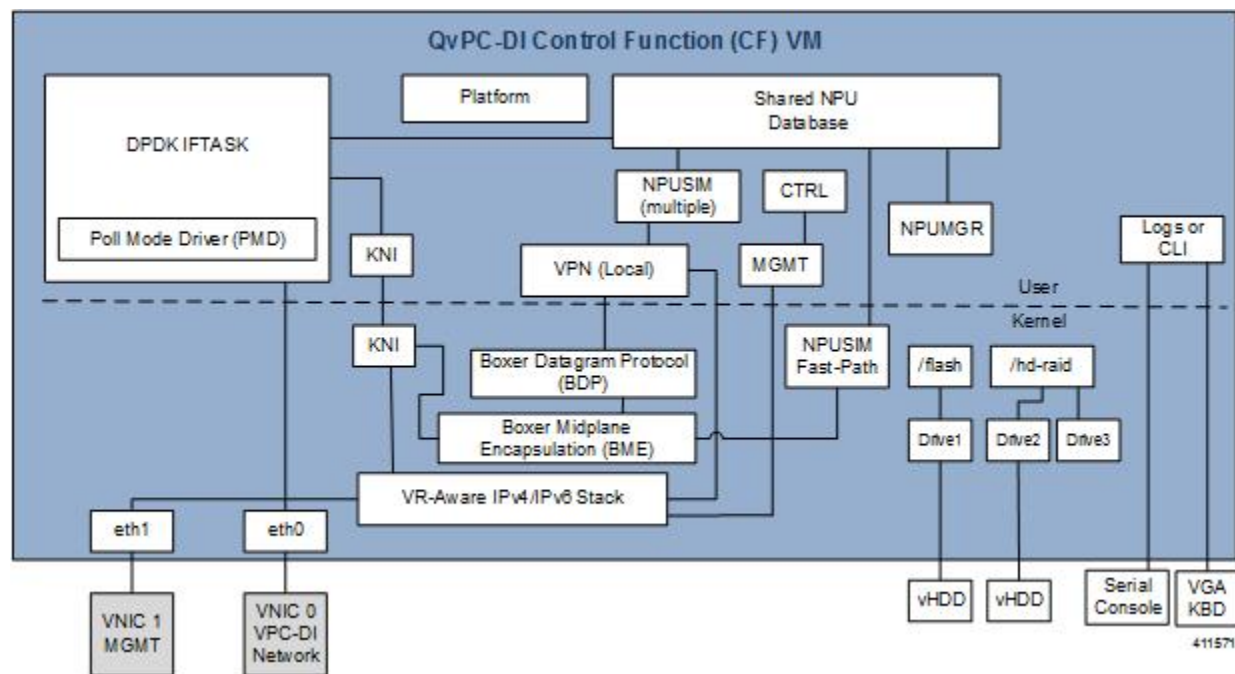 QvPC-DI Control Function (CF) VM
Platform
Shared NPU
Database
DPDK IFTASK
Poll Mode Driver (PMD)
NPUSIM
(multiple)
CTRL
NPUMGR
Logs or
CLI
KNI
VPN (Local)
MGMT
User
Kernel
KNI
Boxer Datagram Protocol
(BDP)
NPUSIM
Fast-Path
/flash
/hd-raid
Boxer Midplane
Encapsulation (BME)
Drive1
Drive2
Drive3
VR-Aware IPv4/IPv6 Stack
eth1
eth0
vHDD
vHDD
Serial
Console
VGA
KBD
VNIC 1
MGMT
VNIC 0
VPC-DI
Network
411571